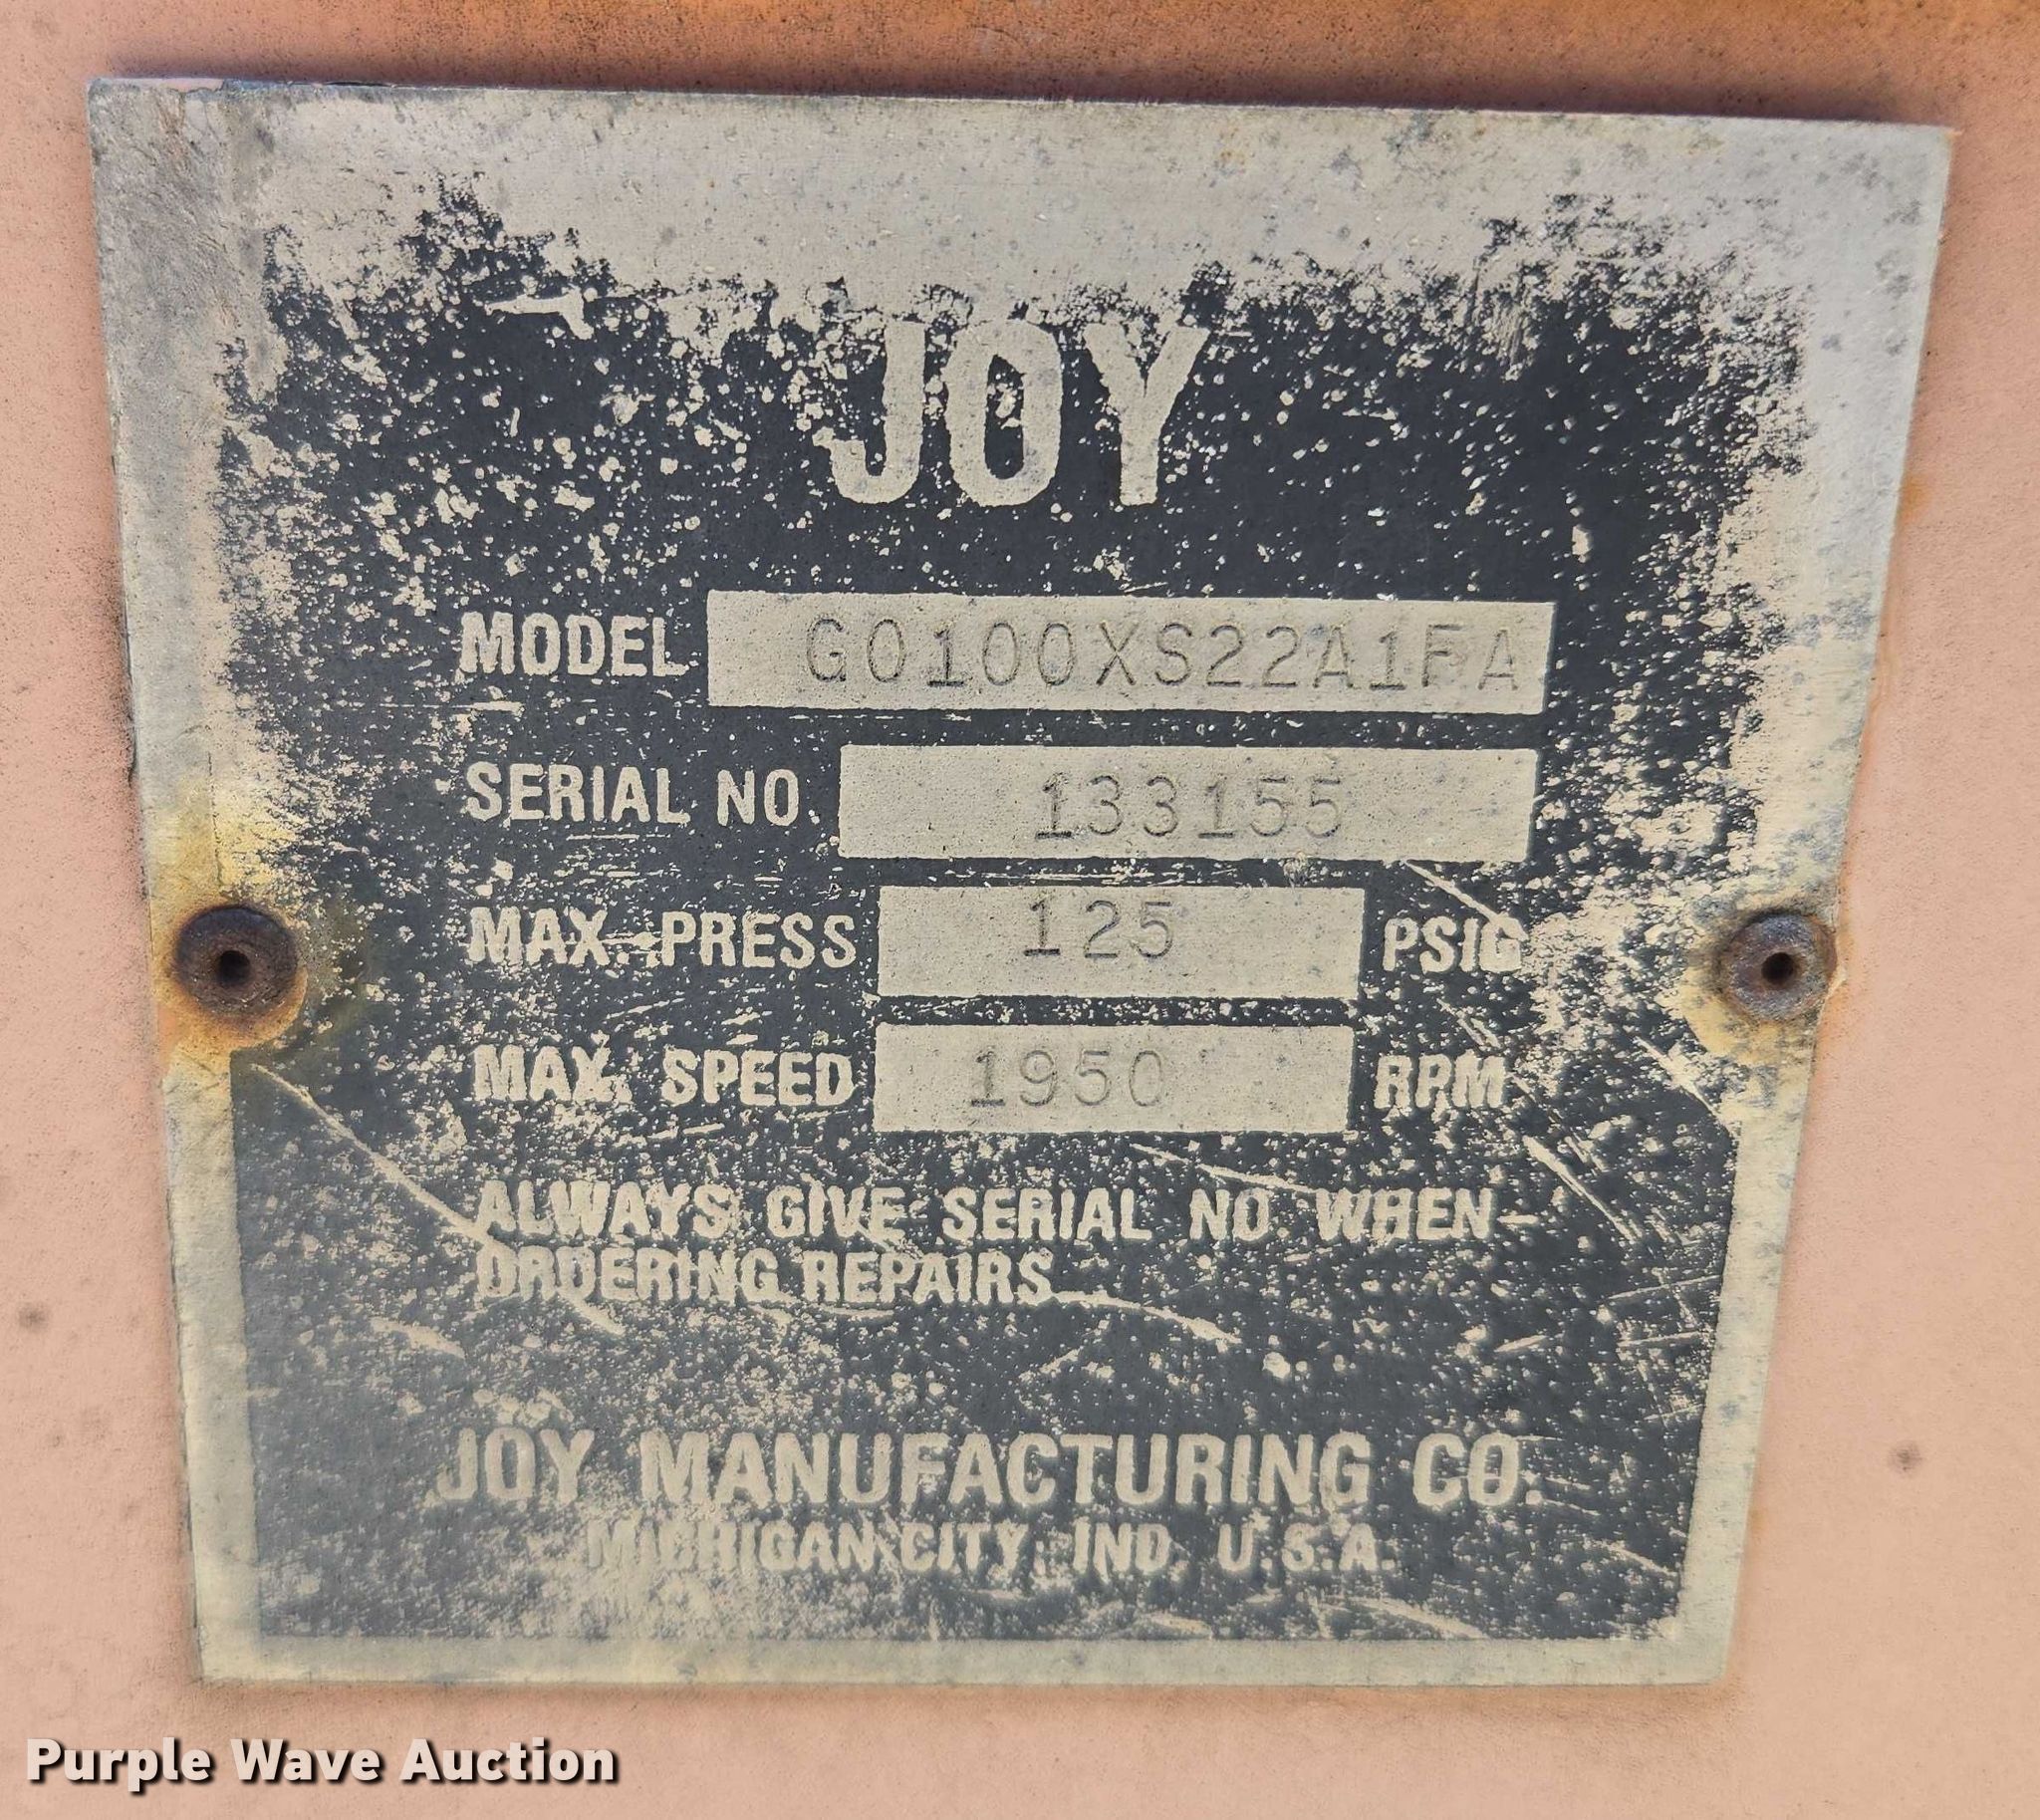 JOY
MODEL G0100XS22A1FA
SERIAL NO. 133155
MAX. PRESS 125 PSIG
MAX. SPEED 1950 RPM
ALWAYS GIVE SERIAL NO. WHEN
ORDERING REPAIRS
JOY MANUFACTURING CO.
MICHIGAN CITY, IND. U.S.A.
Purple Wave Auction